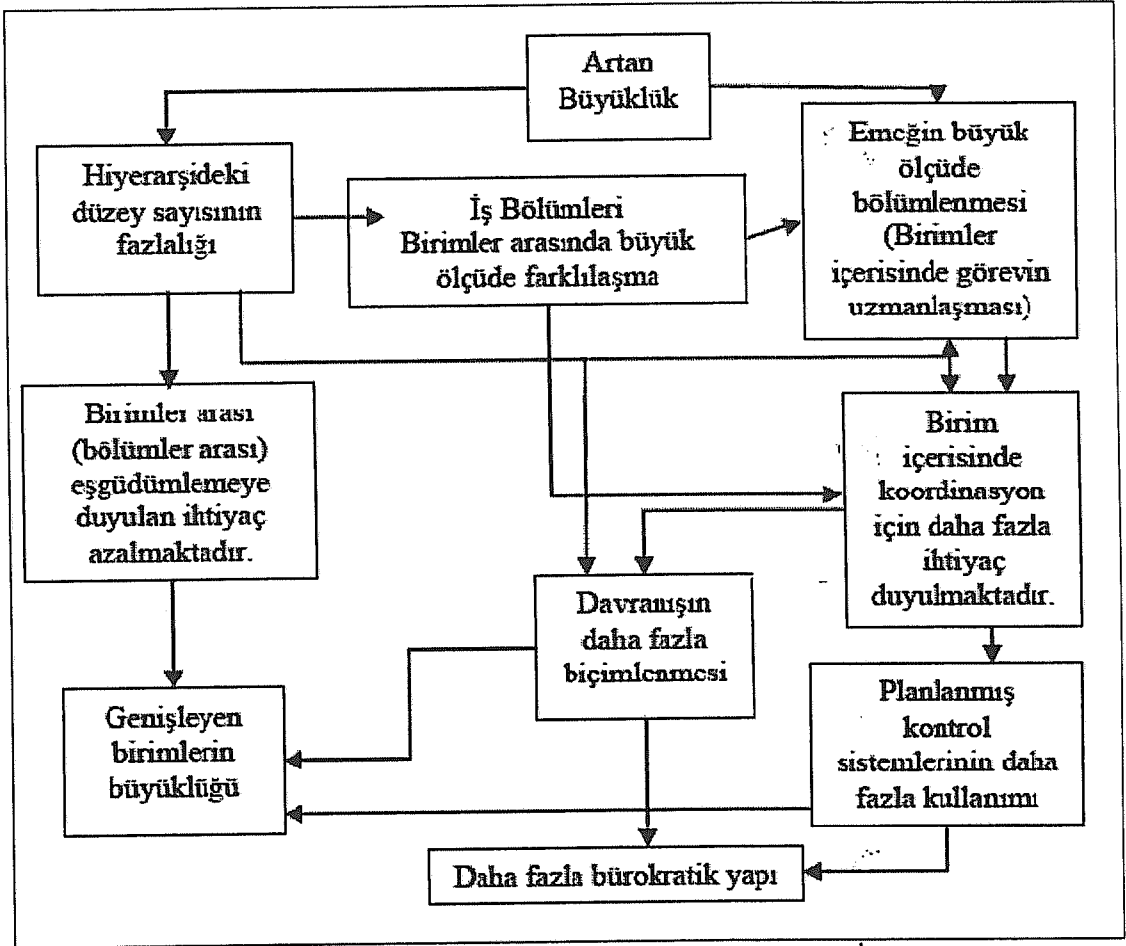 Artan
Büyüklük
Hiyerarşideki
düzey sayısının
fazlalığı
İş Bölümleri
Birimler arasında büyük
ölçüde farklılaşma
Emeğin büyük
ölçüde
bölümlenmesi
(Birimler
içerisinde görevin
uzmanlaşması)
Birimler arası
(bölümler arası)
eşgüdümlemeye
duyulan ihtiyaç
azalmaktadır.
Birim
içerisinde
koordinasyon
için daha fazla
ihtiyaç
duyulmaktadır.
Davranışın
daha fazla
biçimlenmesi
Genişleyen
birimlerin
büyüklüğü
Planlanmış
kontrol
sistemlerinin daha
fazla kullanımı
Daha fazla bürokratik yapı